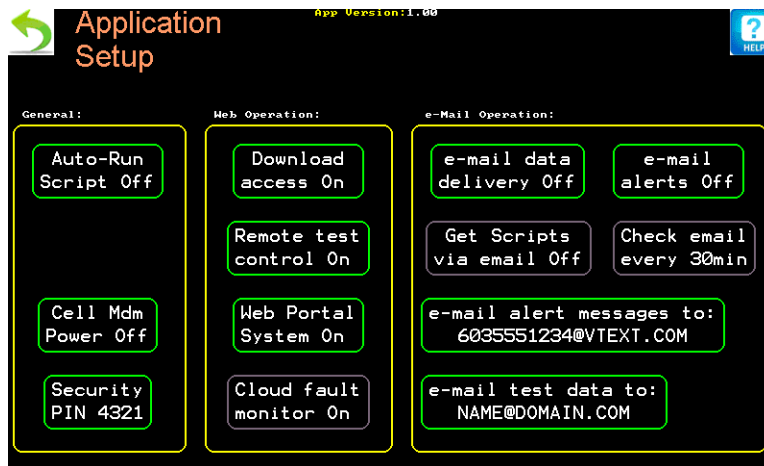 App Version:1.00
Application
Setup
HELP
General:
Auto-Run
Script Off
Cell Mdm
Power Off
Security
PIN 4321
Web Operation:
Download
access On
Remote test
control On
Web Portal
System On
Cloud fault
monitor On
e-Mail Operation:
e-mail data
delivery Off
e-mail
alerts Off
Get Scripts
via email Off
Check email
every 30min
e-mail alert messages to:
6035551234@VTEXT.COM
e-mail test data to:
NAME@DOMAIN.COM